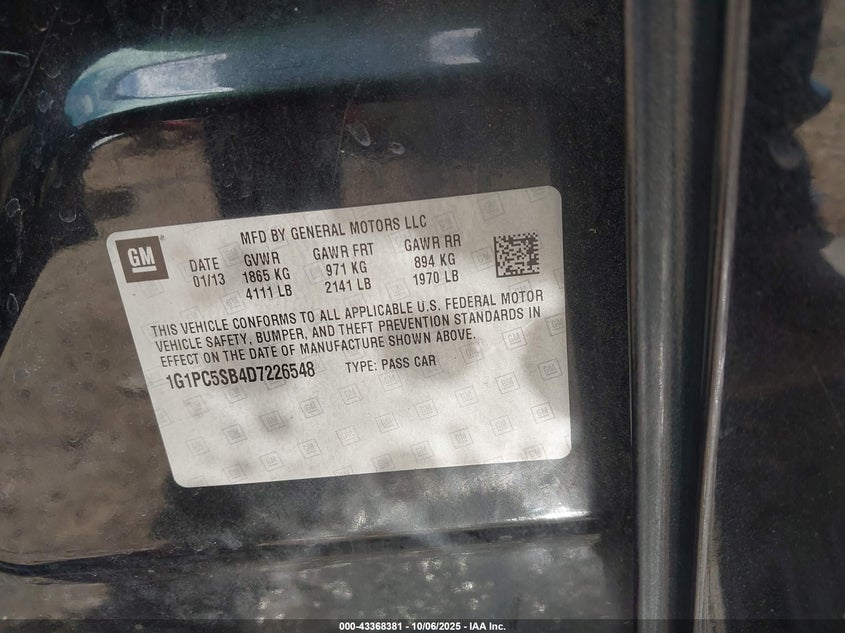 MFD BY GENERAL MOTORS LLC
GM
DATE GVWR GAWR FRT GAWR RR
01/13 1865 KG 971 KG 894 KG
4111 LB 2141 LB 1970 LB
THIS VEHICLE CONFORMS TO ALL APPLICABLE U.S. FEDERAL MOTOR
VEHICLE SAFETY, BUMPER, AND THEFT PREVENTION STANDARDS IN
EFFECT ON THE DATE OF MANUFACTURE SHOWN ABOVE.
1G1PC5SB4D7226548 TYPE: PASS CAR
000-43368381 - 10/06/2025 - IAA Inc.